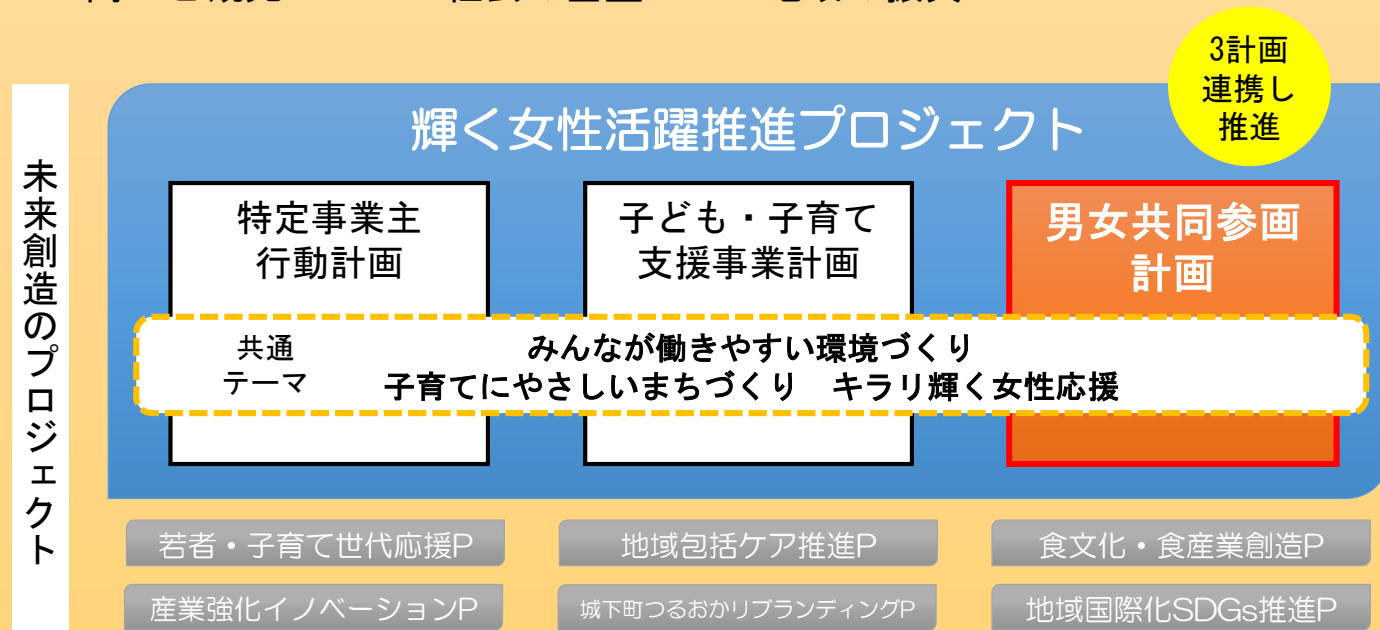 3計画
連携し
推進
未来創造のプロジェクト
輝く女性活躍推進プロジェクト
特定事業主
行動計画
子ども・子育て
支援事業計画
男女共同参画
計画
共通
テーマ
みんなが働きやすい環境づくり
子育てにやさしいまちづくり　キラリ輝く女性応援
若者・子育て世代応援P
地域包括ケア推進P
食文化・食産業創造P
産業強化イノベーションP
城下町つるおかリブランディングP
地域国際化SDGs推進P